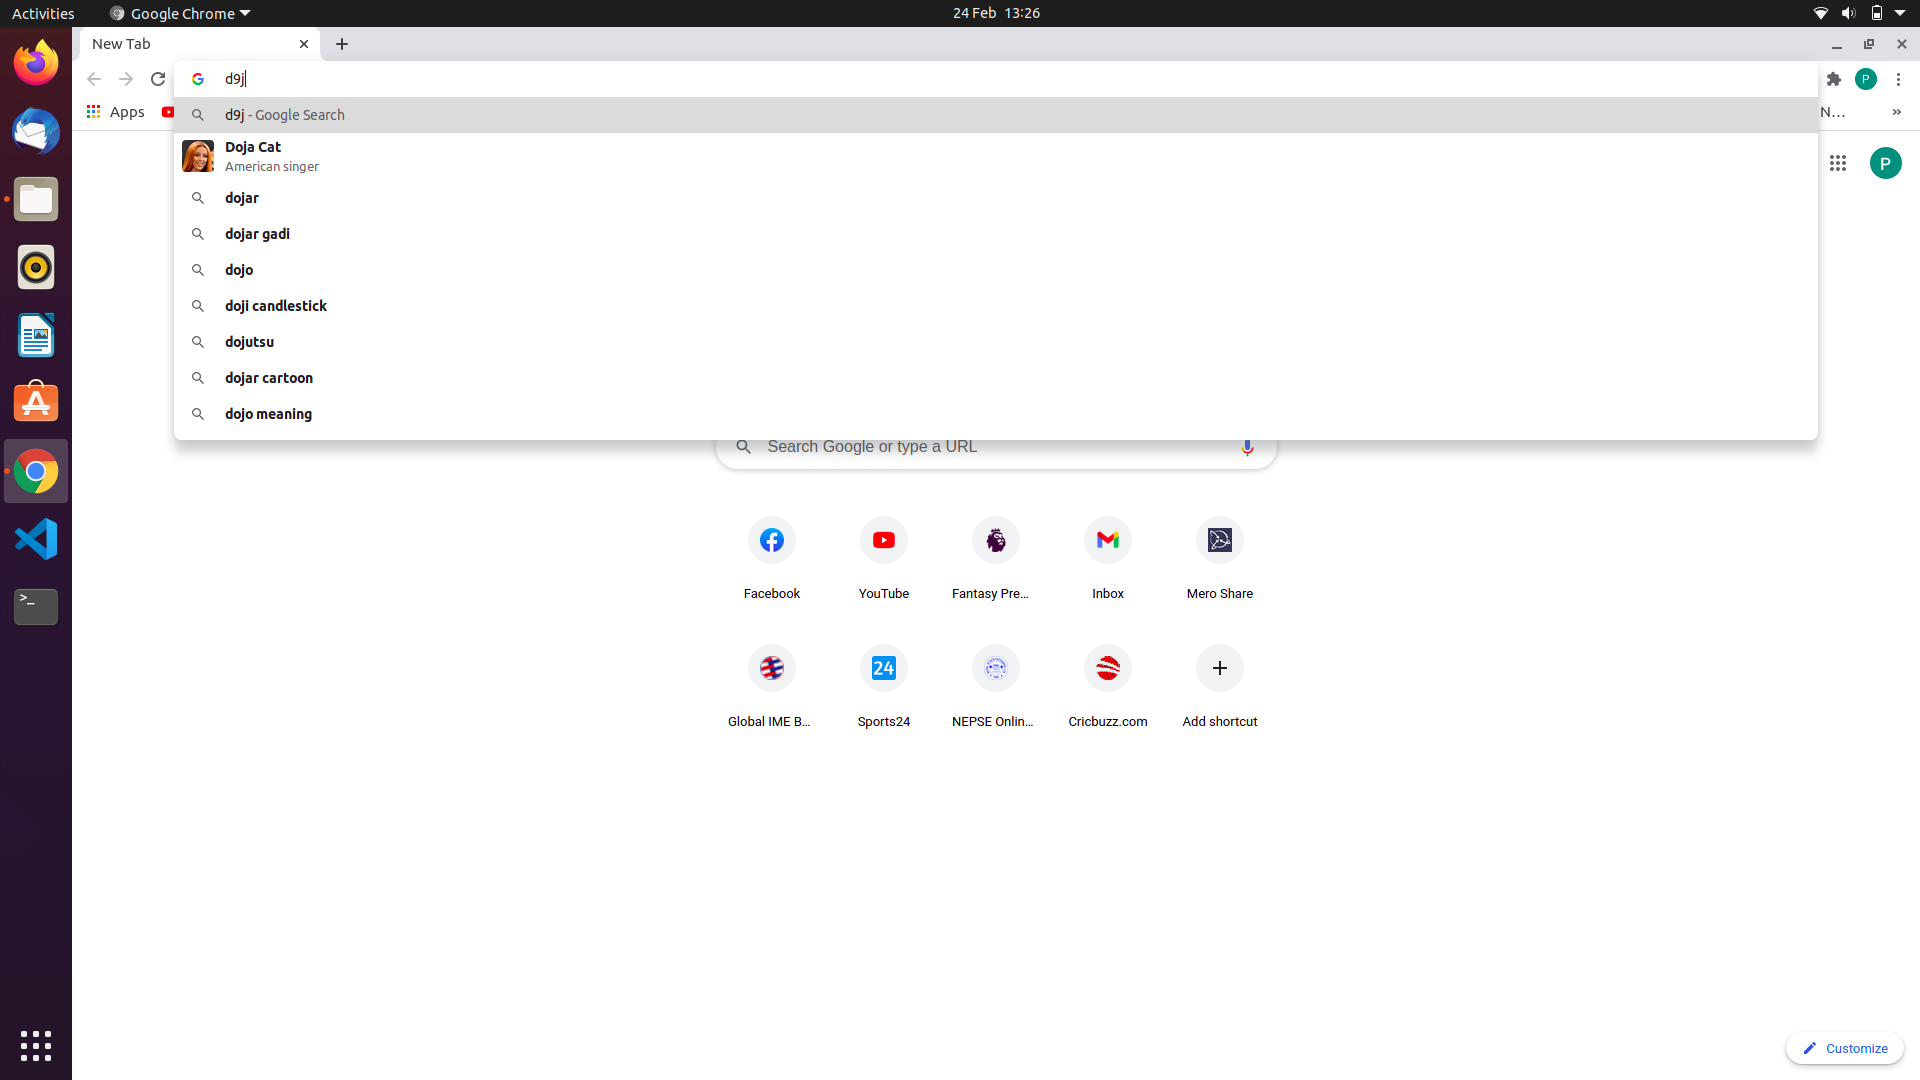 Activities
Google Chrome
24 Feb 13:26
New Tab
d9j
Apps
d9j - Google Search
N...
Doja Cat
American singer
P
dojar
dojar gadi
dojo
doji candlestick
dojutsu
dojar cartoon
dojo meaning
Search Google or type a URL
Facebook
YouTube
Fantasy Pre...
Inbox
Mero Share
24
Global IME B...
Sports24
NEPSE Onlin...
Cricbuzz.com
Add shortcut
Customize